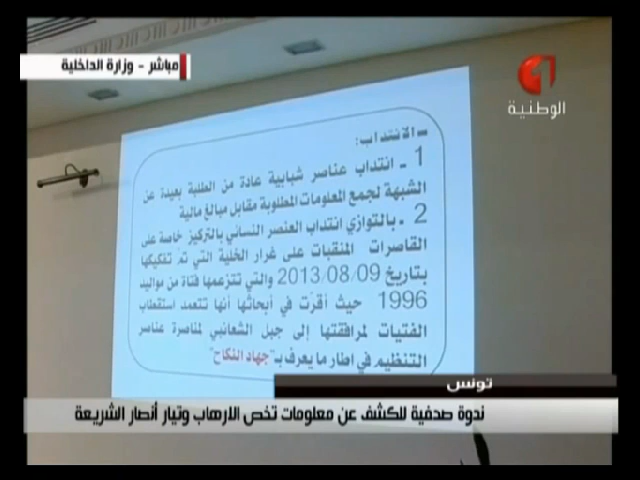 مباشر - وزارة الداخلية
1
الوطنية
ـ الانتداب:
1 ـ انتداب عناصر شبابية عادة من الطلبة بعيدة عن
الشبهة لجمع المعلومات المطلوبة مقابل مبالغ مالية
2 ـ بالتوازي انتداب العنصر النسائي بالتركيز خاصة على
القاصرات المنقبات على غرار الخلية التي تم تفكيكها
بتاريخ 2013/08/09 والتي تتزعمها فتاة من مواليد
1996 حيث أقرّت في أبحاثها أنها تتعمد استقطاب
الفتيات لمرافقتها إلى جبل الشعانبي لمناصرة عناصر
التنظيم في اطار ما يعرف بـ"جهاد النكاح"
تونس
ندوة صحفية للكشف عن معلومات تخص الارهاب وتيار أنصار الشريعة